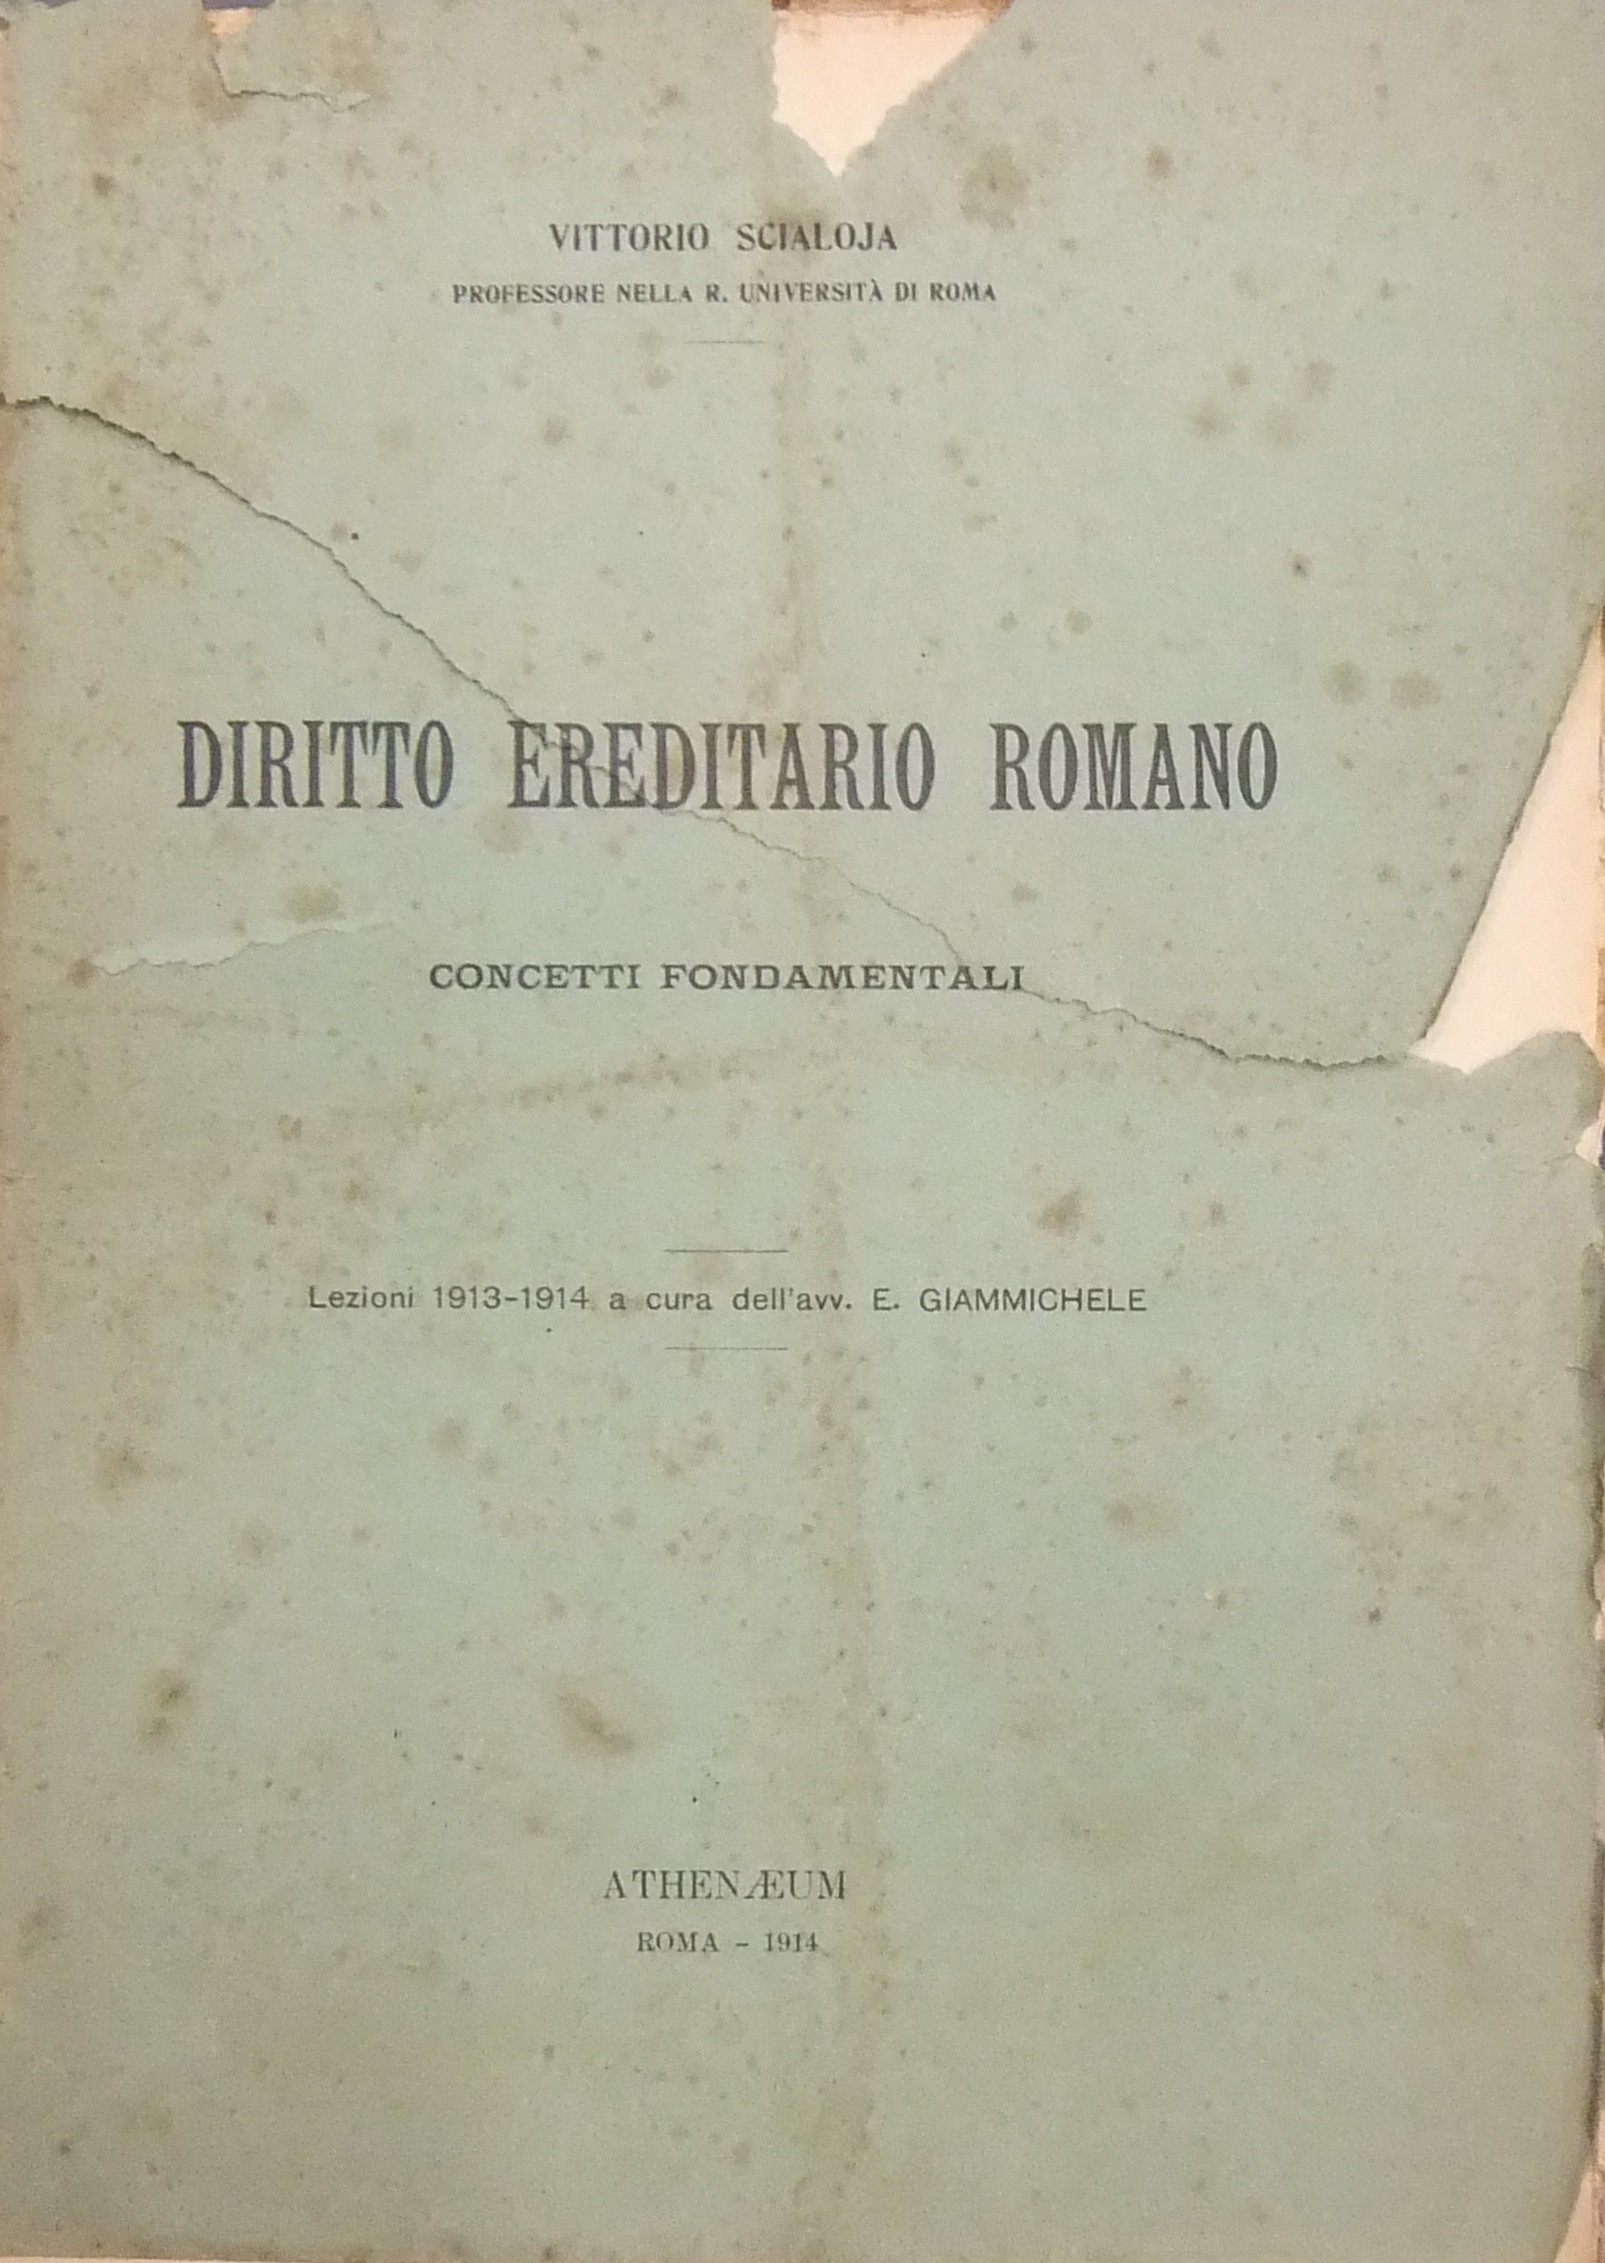 VITTORIO SCIALOJA
PROFESSORE NELLA R. UNIVERSITÀ DI ROMA
DIRITTO EREDITARIO ROMANO
CONCETTI FONDAMENTALI
Lezioni 1913-1914 a cura dell'avv. E. GIAMMICHELE
ATHENÆUM
ROMA - 1914